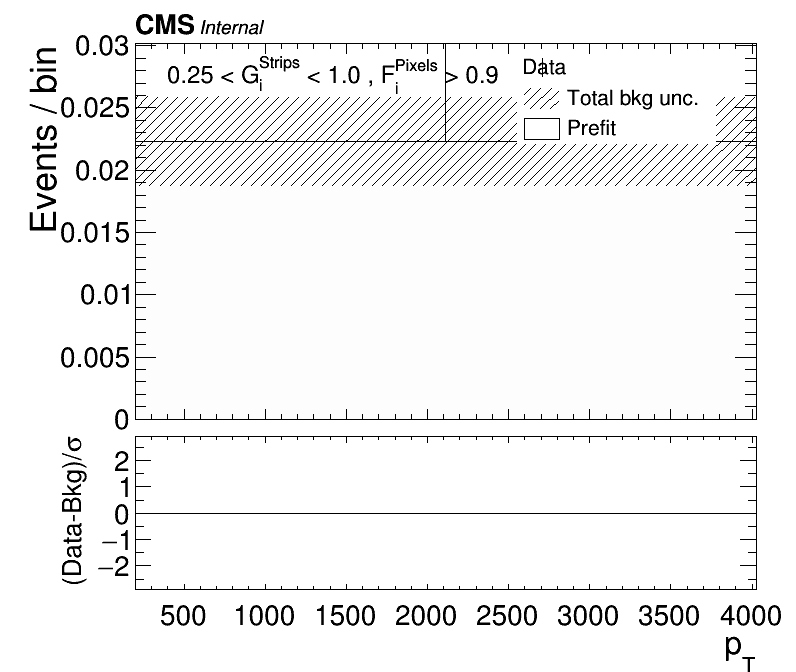 CMS Internal
0.25 < G_i^Strips < 1.0 , F_i^Pixels > 0.9
Data
Total bkg unc.
Prefit
Events / bin
0.03
0.025
0.02
0.015
0.01
0.005
0
(Data-Bkg)/σ
2
1
0
−1
−2
500 1000 1500 2000 2500 3000 3500 4000
p_T